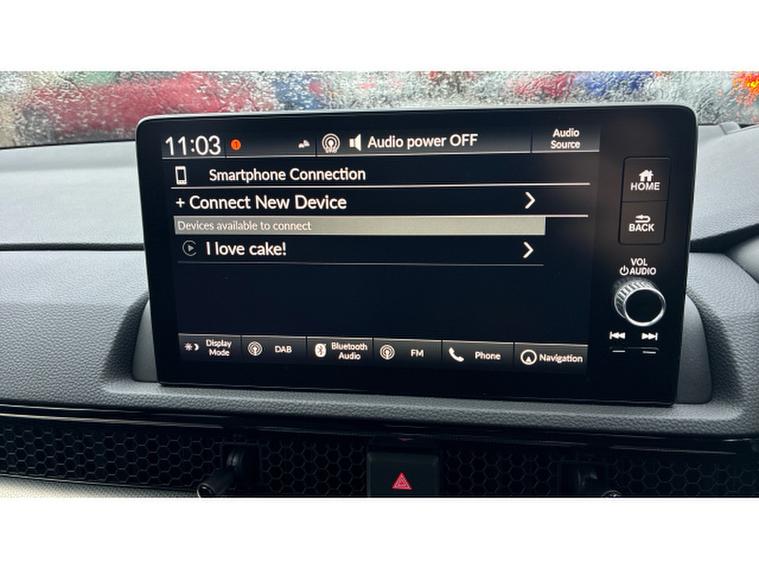 11:03
Audio power OFF
Audio
Source
Smartphone Connection
+ Connect New Device
Devices available to connect
I love cake!
HOME
BACK
VOL
AUDIO
Display
Mode
DAB
Bluetooth
Audio
FM
Phone
Navigation